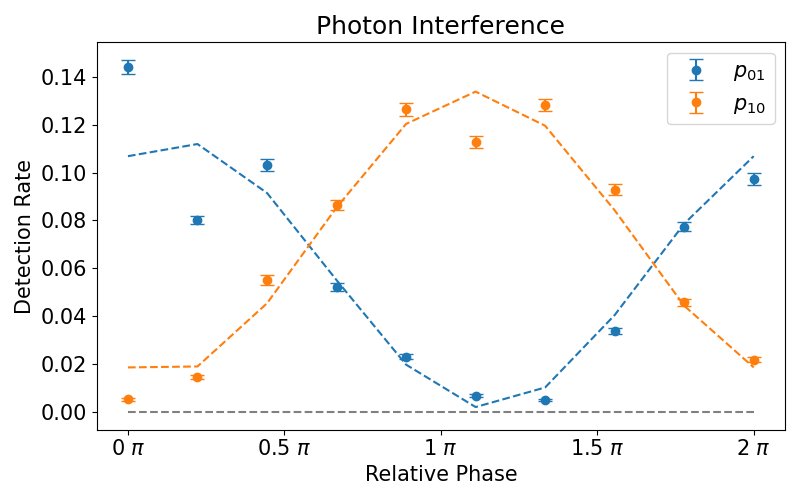 Photon Interference
p01
p10
Detection Rate
0.14
0.12
0.10
0.08
0.06
0.04
0.02
0.00
0 π
0.5 π
1 π
1.5 π
2 π
Relative Phase